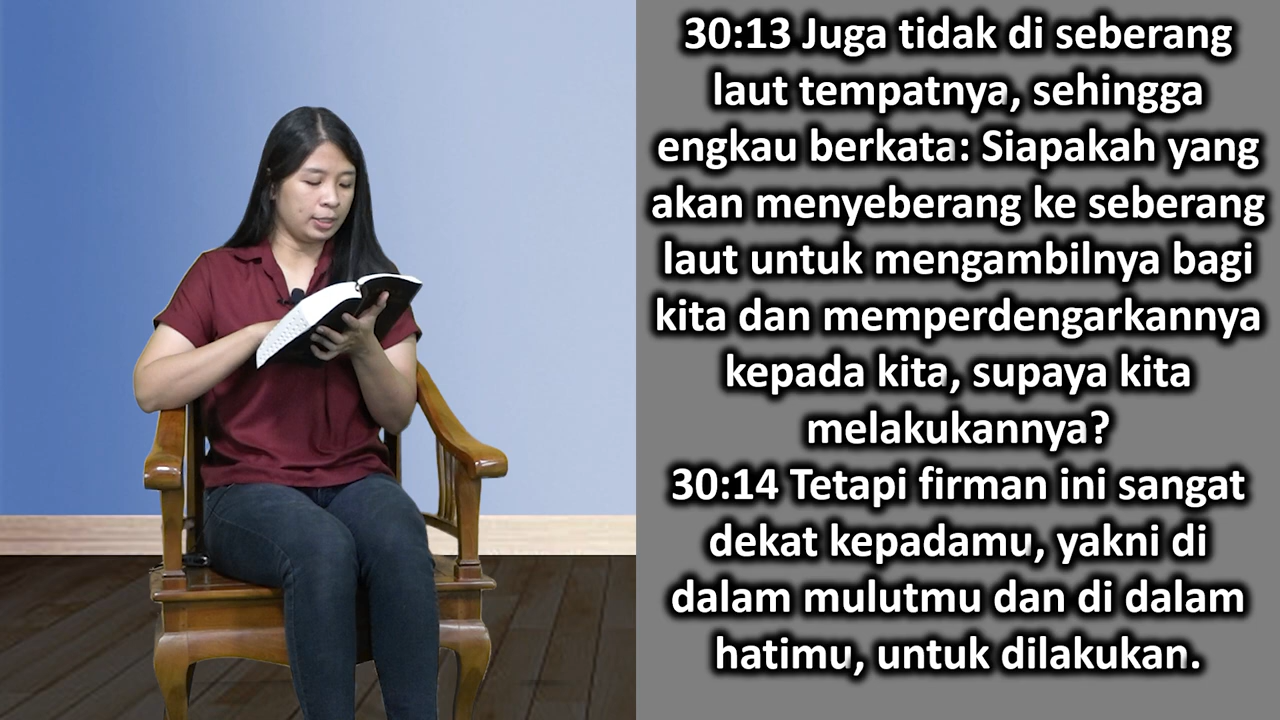 30:13 Juga tidak di seberang
laut tempatnya, sehingga
engkau berkata: Siapakah yang
akan menyeberang ke seberang
laut untuk mengambilnya bagi
kita dan memperdengarkannya
kepada kita, supaya kita
melakukannya?
30:14 Tetapi firman ini sangat
dekat kepadamu, yakni di
dalam mulutmu dan di dalam
hatimu, untuk dilakukan.